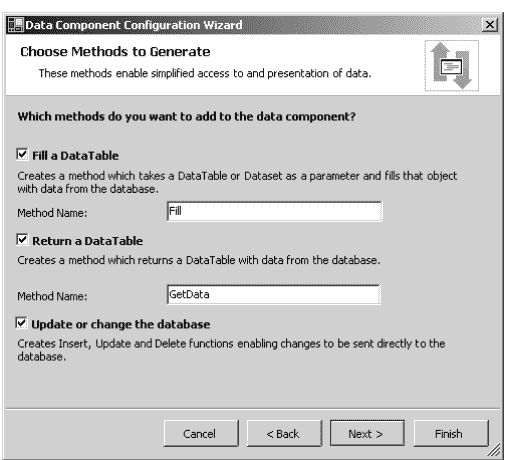 Data Component Configuration Wizard
Choose Methods to Generate
These methods enable simplified access to and presentation of data.
Which methods do you want to add to the data component?
Fill a DataTable
Creates a method which takes a DataTable or Dataset as a parameter and fills that object
with data from the database.
Method Name: Fill
Return a DataTable
Creates a method which returns a DataTable with data from the database.
Method Name: GetData
Update or change the database
Creates Insert, Update and Delete functions enabling changes to be sent directly to the
database.
Cancel < Back Next > Finish